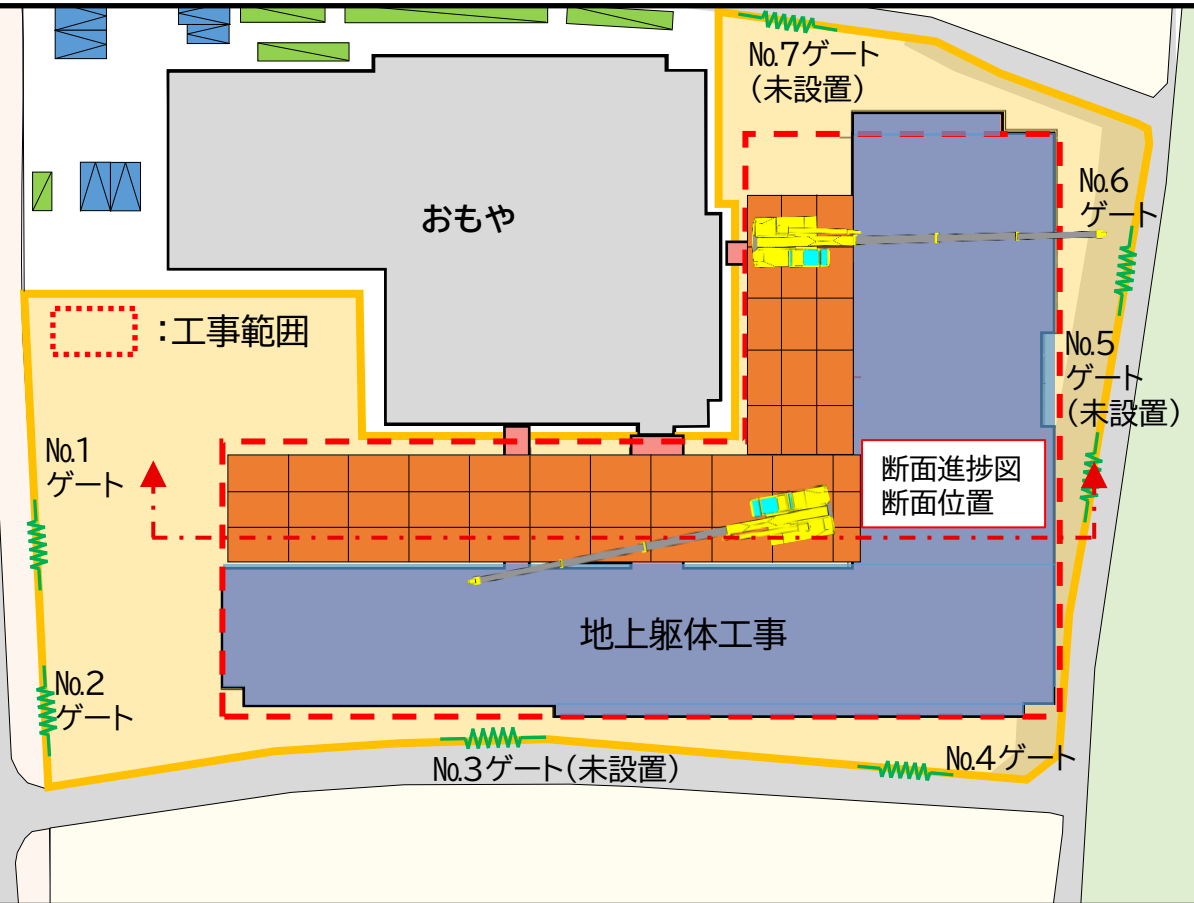 No.7ゲート
(未設置)
No.6
ゲート
おもや
:工事範囲
No.5
ゲート
(未設置)
No.1
ゲート
断面進捗図
断面位置
地上躯体工事
No.2
ゲート
No.3ゲート(未設置)
No.4ゲート